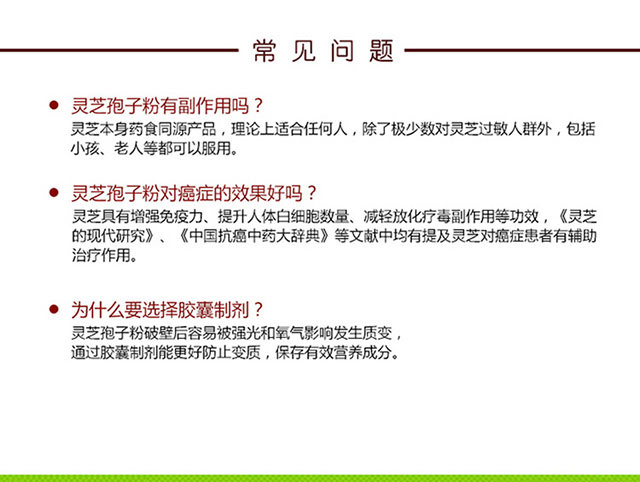 常见问题
灵芝孢子粉有副作用吗？
灵芝本身药食同源产品，理论上适合任何人，除了极少数对灵芝过敏人群外，包括
小孩、老人等都可以服用。
灵芝孢子粉对癌症的效果好吗？
灵芝具有增强免疫力、提升人体白细胞数量、减轻放化疗毒副作用等功效，《灵芝
的现代研究》、《中国抗癌中药大辞典》等文献中均有提及灵芝对癌症患者有辅助
治疗作用。
为什么要选择胶囊制剂？
灵芝孢子粉破壁后容易被强光和氧气影响发生质变，
通过胶囊制剂能更好防止变质，保存有效营养成分。